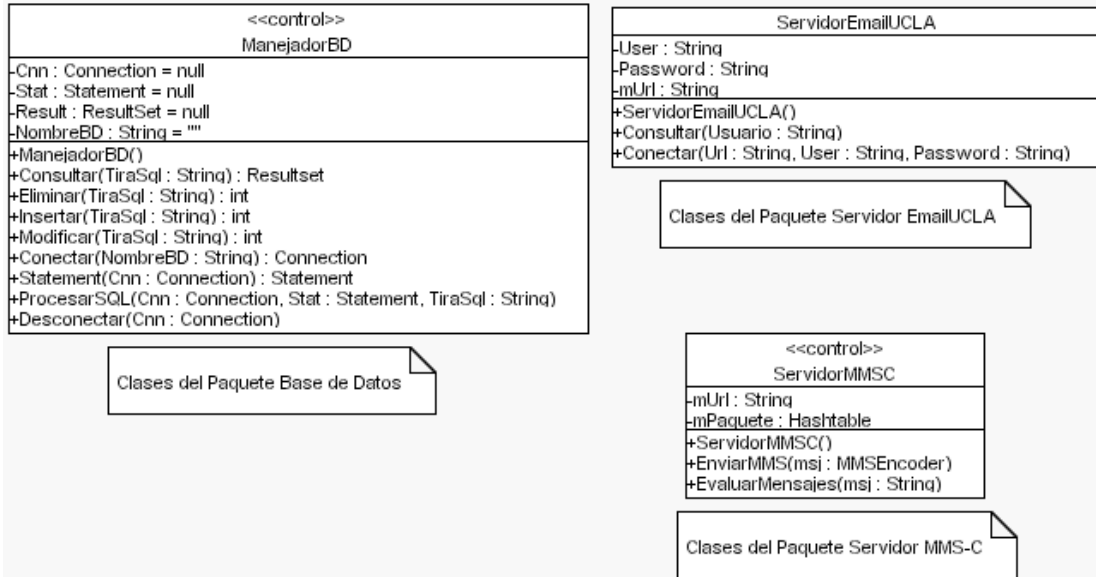 <<control>>
ManejadorBD
-Cnn : Connection = null
-Stat : Statement = null
-Result : ResultSet = null
-NombreBD : String = ""
+ManejadorBD()
+Consultar(TiraSql : String) : Resultset
+Eliminar(TiraSql : String) : int
+Insertar(TiraSql : String) : int
+Modificar(TiraSql : String) : int
+Conectar(NombreBD : String) : Connection
+Statement(Cnn : Connection) : Statement
+ProcesarSQL(Cnn : Connection, Stat : Statement, TiraSql : String)
+Desconectar(Cnn : Connection)
Clases del Paquete Base de Datos
ServidorEmailUCLA
-User : String
-Password : String
-mUrl : String
+ServidorEmailUCLA()
+Consultar(Usuario : String)
+Conectar(Url : String, User : String, Password : String)
Clases del Paquete Servidor EmailUCLA
<<control>>
ServidorMMSC
-mUrl : String
-mPaquete : Hashtable
+ServidorMMSC()
+EnviarMMS(msj : MMSEncoder)
+EvaluarMensajes(msj : String)
Clases del Paquete Servidor MMS-C